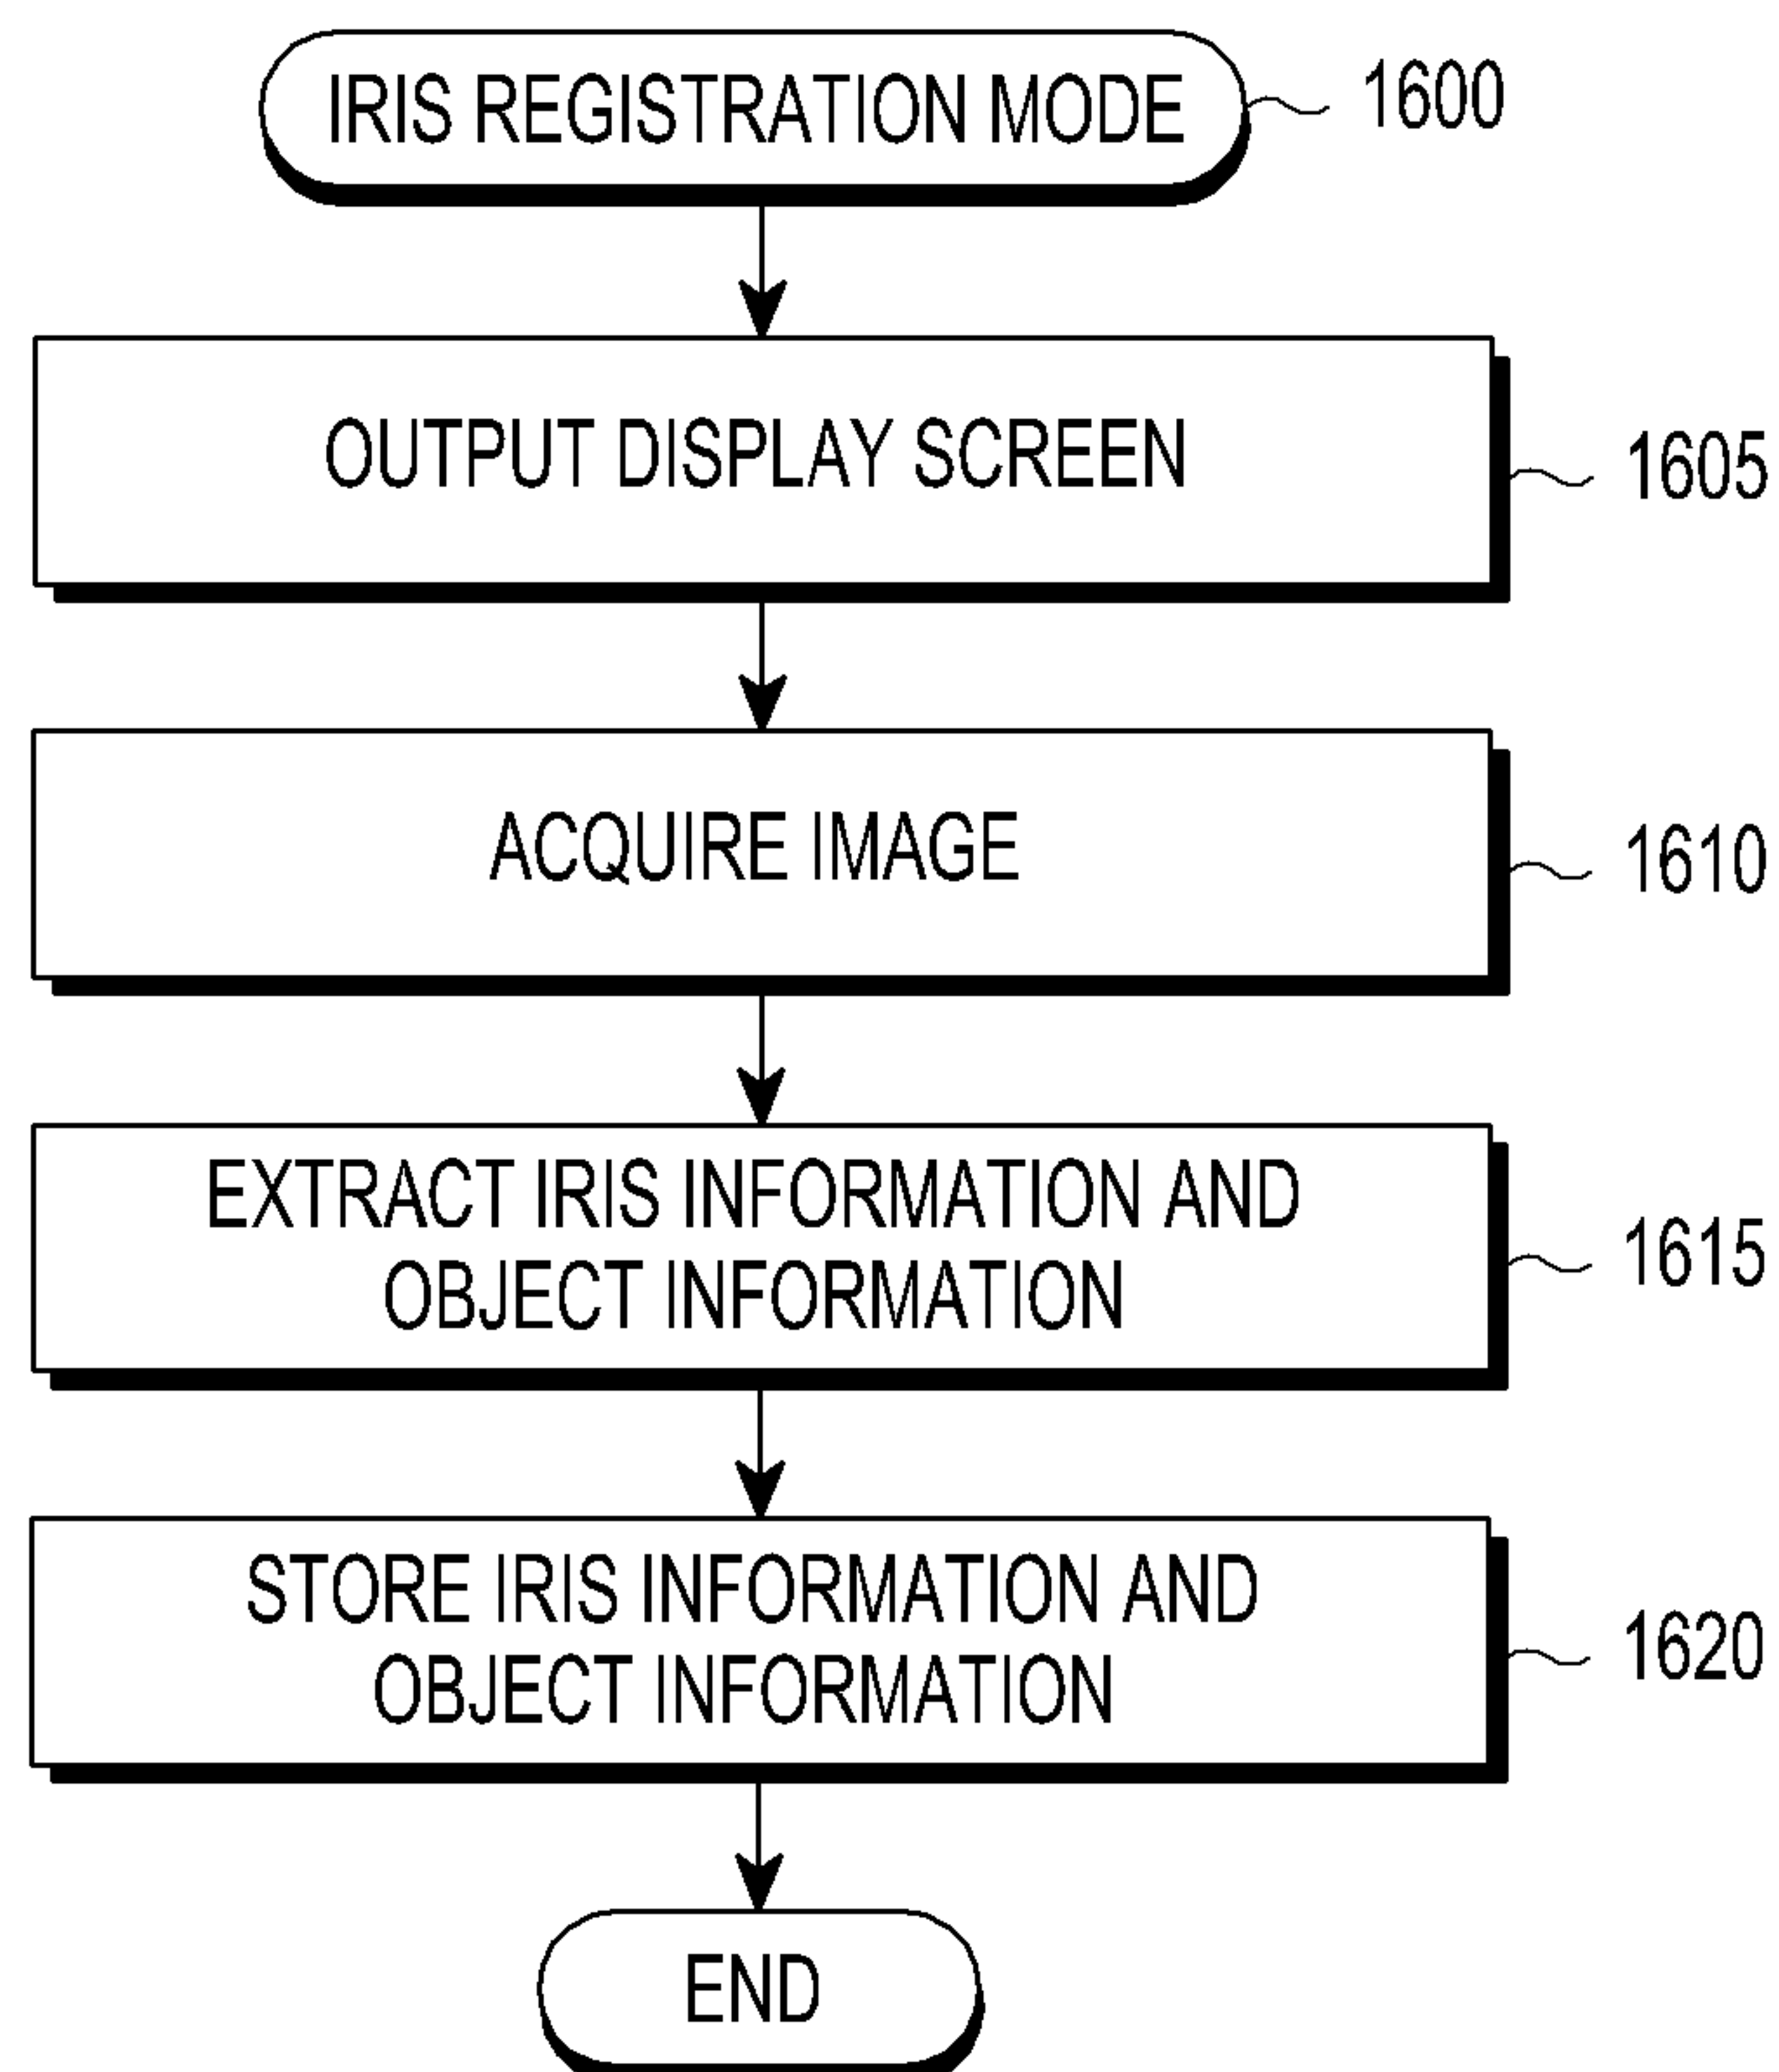 IRIS REGISTRATION MODE
1600
OUTPUT DISPLAY SCREEN
1605
ACQUIRE IMAGE
1610
EXTRACT IRIS INFORMATION AND
OBJECT INFORMATION
1615
STORE IRIS INFORMATION AND
OBJECT INFORMATION
1620
END